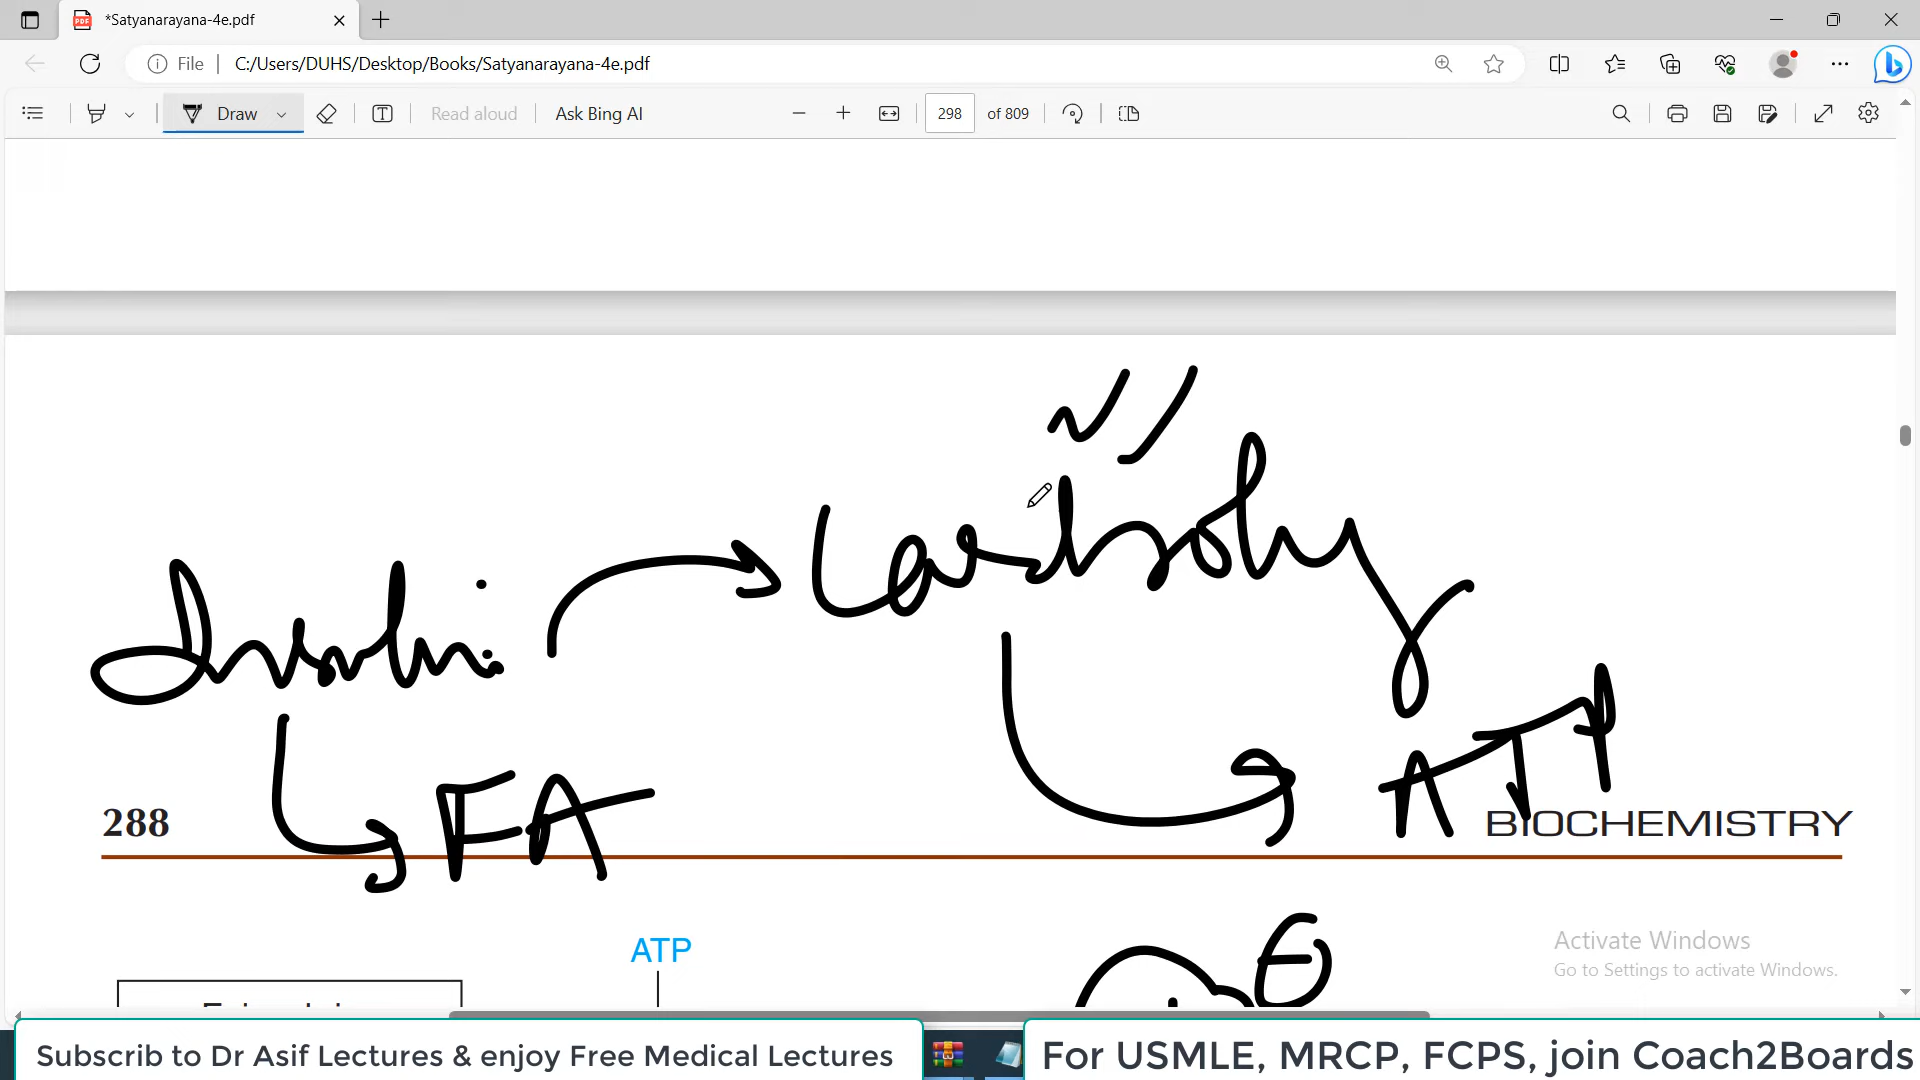 *Satyanarayana-4e.pdf
File C:/Users/DUHS/Desktop/Books/Satyanarayana-4e.pdf
Draw Read aloud Ask Bing AI 298 of 809
FA
ATP
288 BIOCHEMISTRY
ATP
Activate Windows
Go to Settings to activate Windows.
Subscrib to Dr Asif Lectures & enjoy Free Medical Lectures
For USMLE, MRCP, FCPS, join Coach2Boards